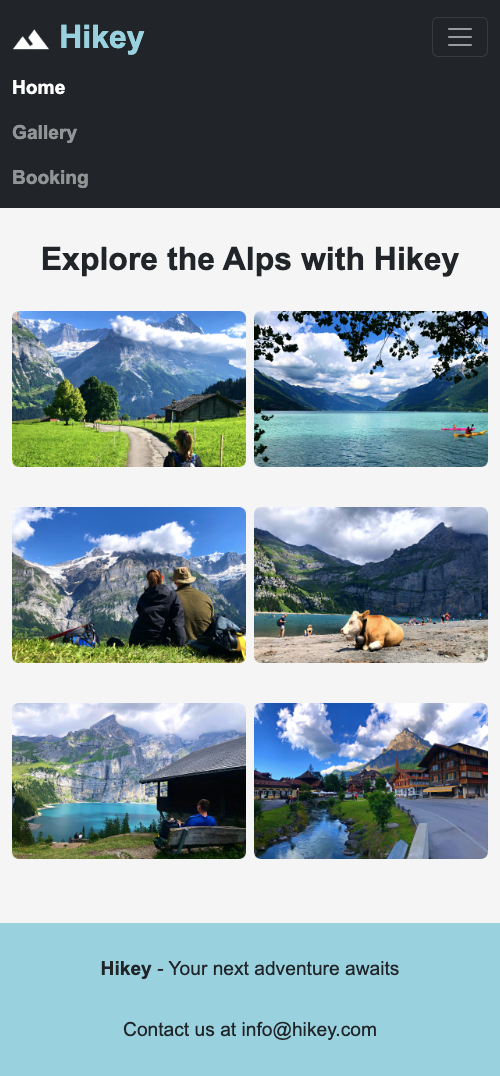 Hikey
Home
Gallery
Booking
Explore the Alps with Hikey
Hikey - Your next adventure awaits
Contact us at info@hikey.com